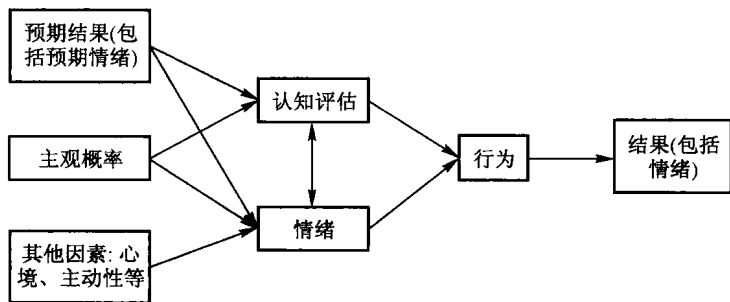 预期结果(包
括预期情绪)
认知评估
主观概率
行为
结果(包括
情绪)
情绪
其他因素: 心
境、主动性等